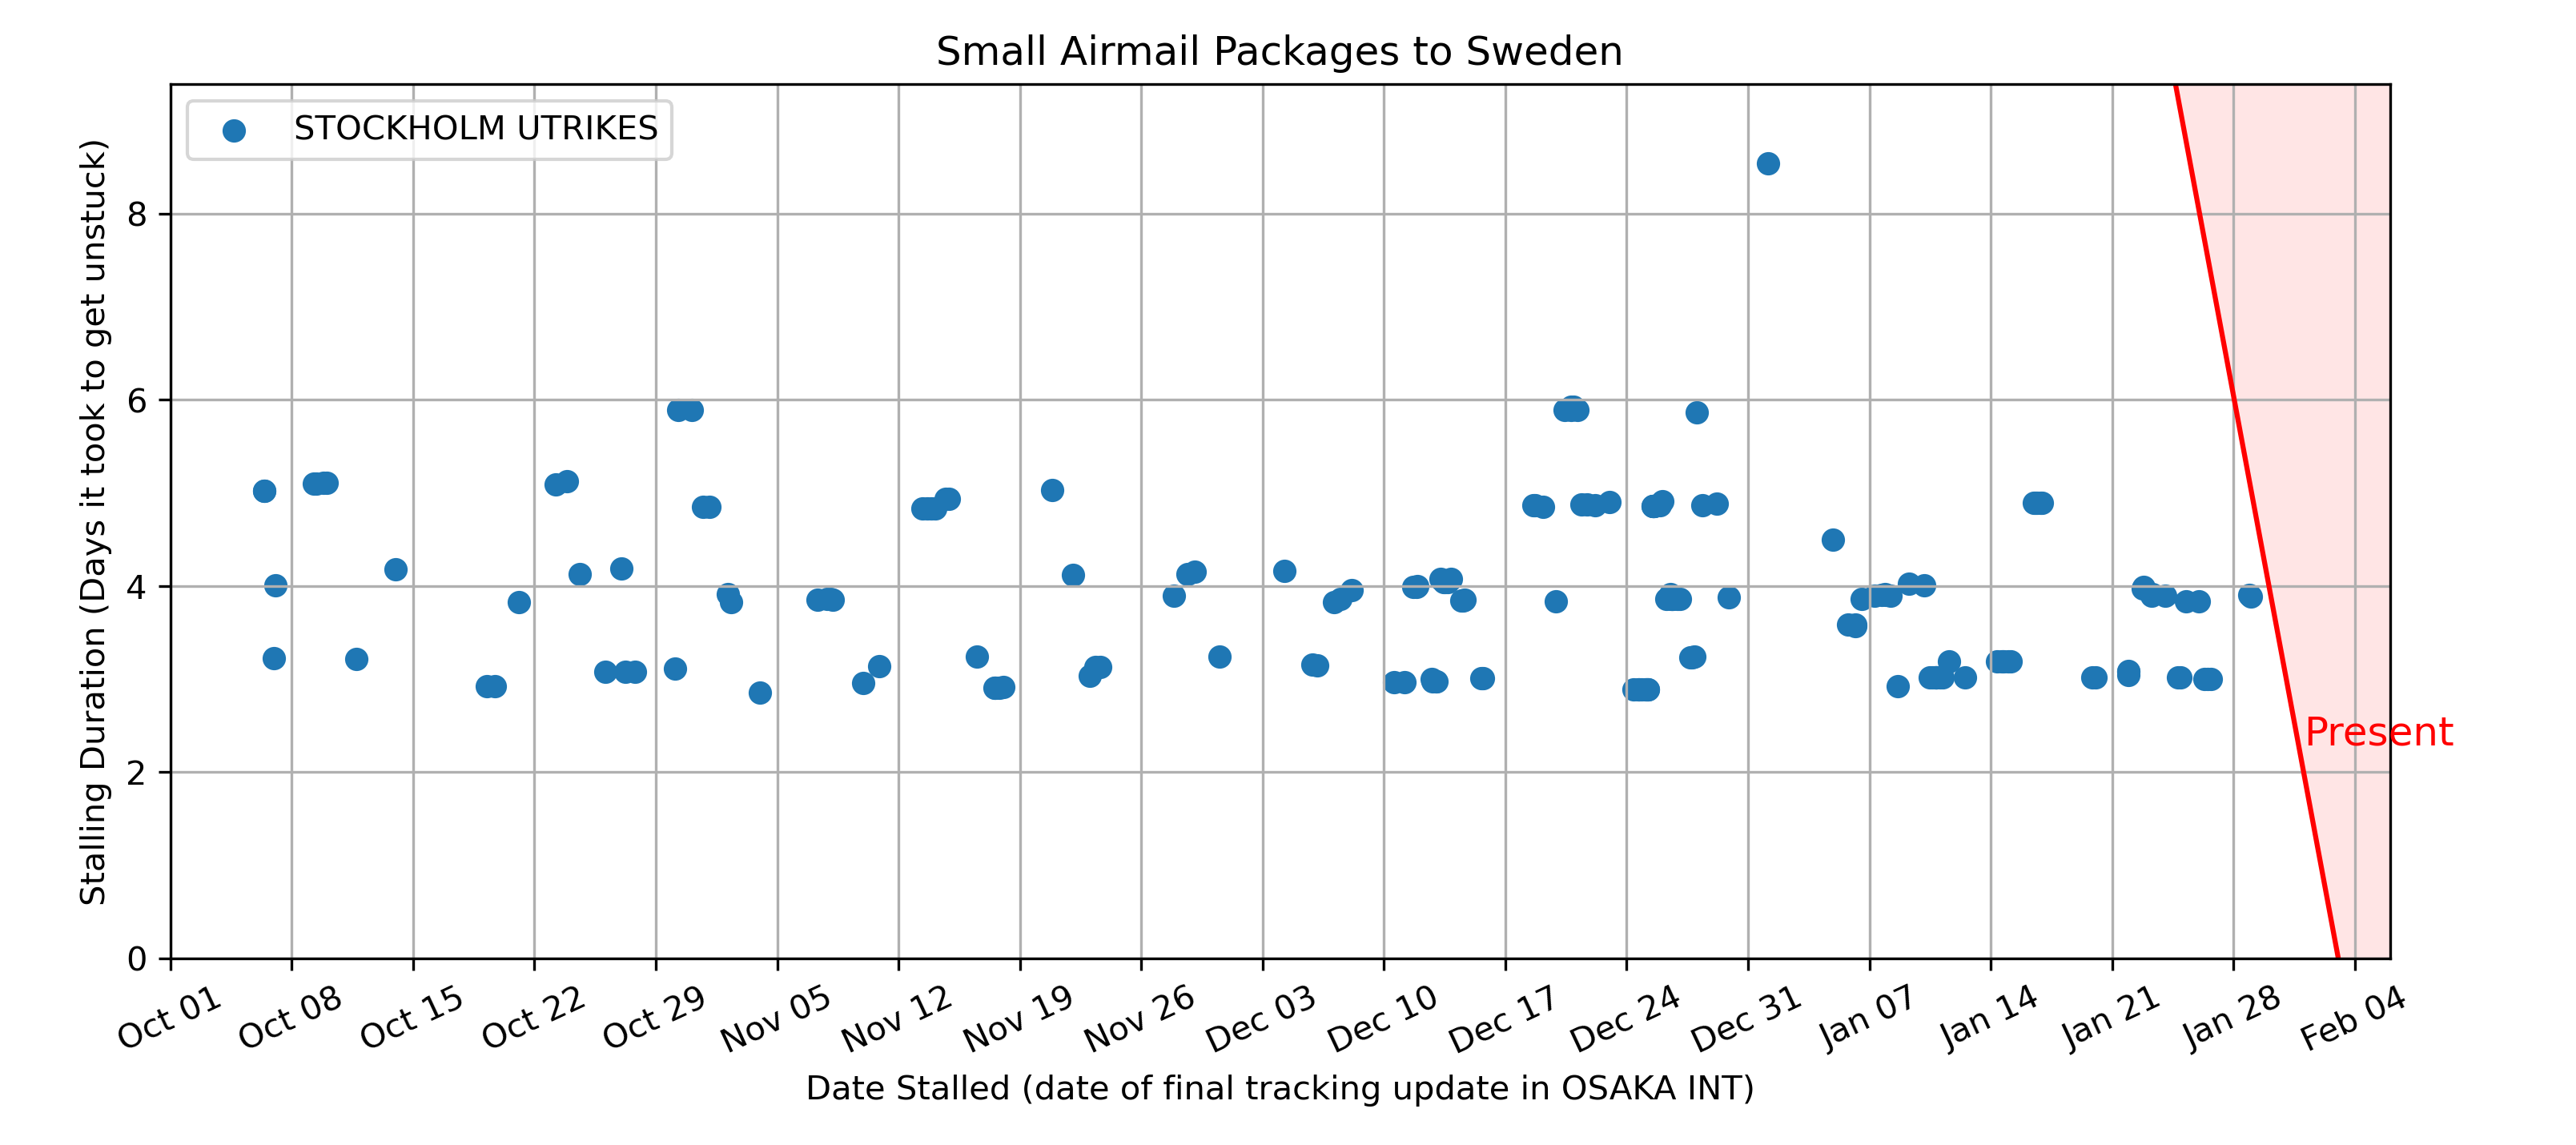 Small Airmail Packages to Sweden
STOCKHOLM UTRIKES
Stalling Duration (Days it took to get unstuck)
8
6
4
2
0
Present
Oct 01
Oct 08
Oct 15
Oct 22
Oct 29
Nov 05
Nov 12
Nov 19
Nov 26
Dec 03
Dec 10
Dec 17
Dec 24
Dec 31
Jan 07
Jan 14
Jan 21
Jan 28
Feb 04
Date Stalled (date of final tracking update in OSAKA INT)